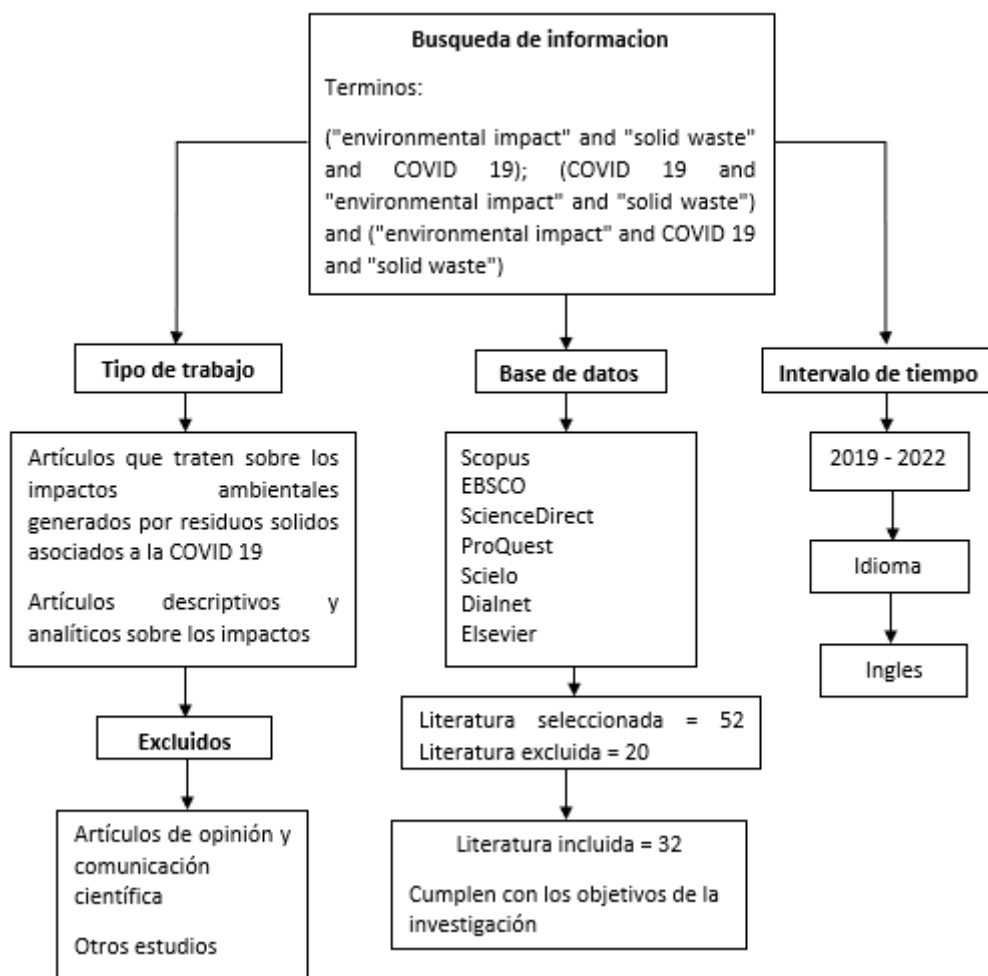 Busqueda de informacion
Terminos:
("environmental impact" and "solid waste"
and COVID 19); (COVID 19 and
"environmental impact" and "solid waste")
and ("environmental impact" and COVID 19
and "solid waste")
Tipo de trabajo
Artículos que traten sobre los
impactos ambientales
generados por residuos solidos
asociados a la COVID 19
Artículos descriptivos y
analíticos sobre los impactos
Excluidos
Artículos de opinión y
comunicación
científica
Otros estudios
Base de datos
Scopus
EBSCO
ScienceDirect
ProQuest
Scielo
Dialnet
Elsevier
Literatura seleccionada = 52
Literatura excluida = 20
Literatura incluida = 32
Cumplen con los objetivos de la
investigación
Intervalo de tiempo
2019 - 2022
Idioma
Ingles